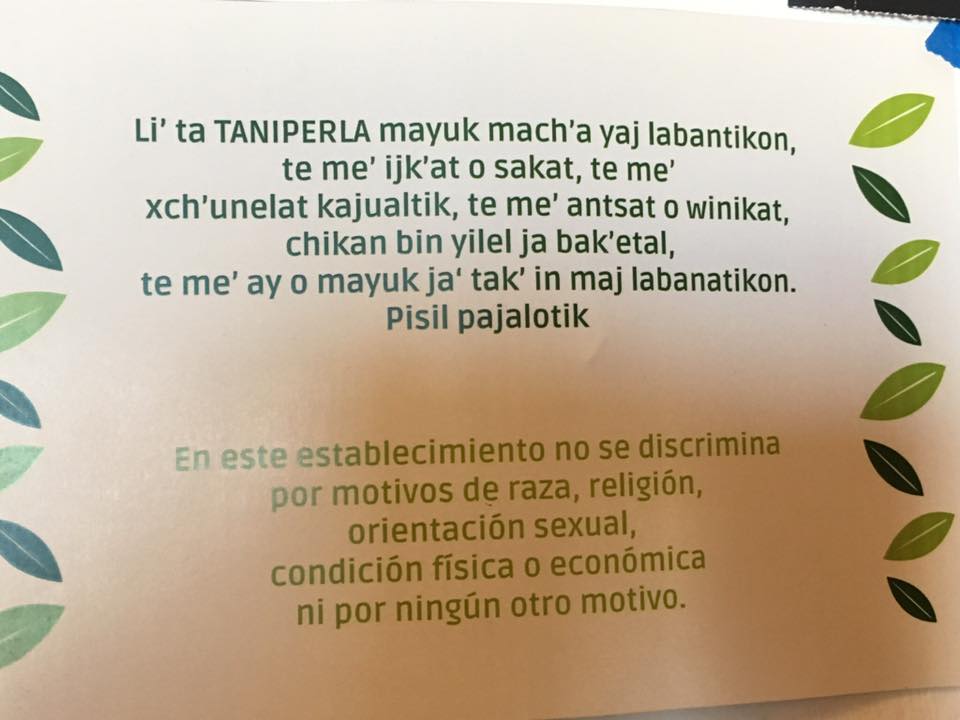 Li’ ta TANIPERLA mayuk mach’a yaj labantikon,
te me’ ijk’at o sakat, te me’
xch’unelat kajualtik, te me’ antsat o winikat,
chikan bin yilel ja bak’etal,
te me’ ay o mayuk ja‘ tak’ in maj labanatikon.
Pisil pajalotik
En este establecimiento no se discrimina
por motivos de raza, religión,
orientación sexual,
condición física o económica
ni por ningún otro motivo.